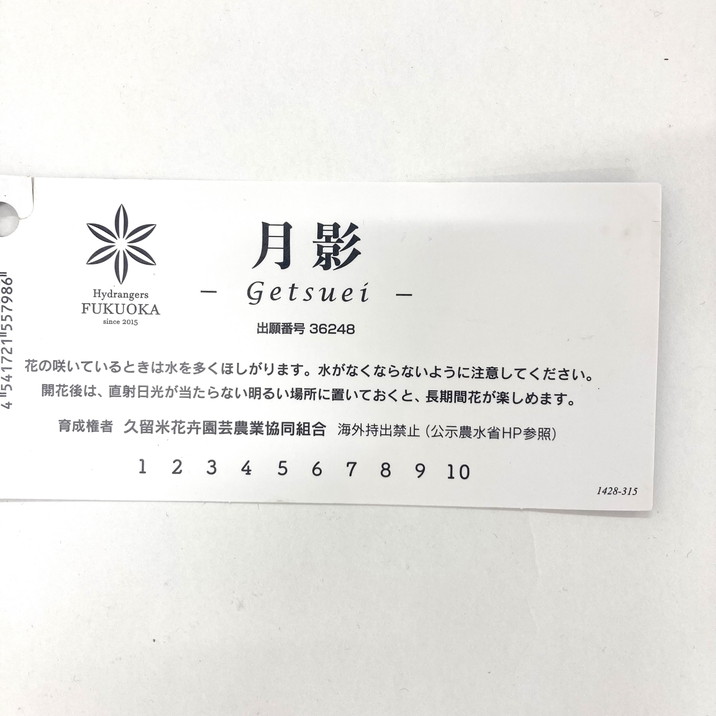 Hydrangers
FUKUOKA
since 2015
月影
— Getsuei —
出願番号 36248
花の咲いているときは水を多くほしがります。水がなくならないように注意してください。
開花後は、直射日光が当たらない明るい場所に置いておくと、長期間花が楽しめます。
育成権者 久留米花卉園芸農業協同組合 海外持出禁止（公示農水省HP参照）
1 2 3 4 5 6 7 8 9 10
1428-315
4 541721 557986